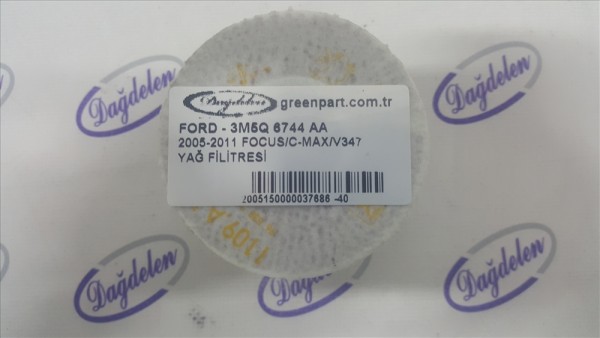 Dağdelen
Dağdelen
Dağdelen
Dağdelen greenpart.com.tr
FORD - 3M5Q 6744 AA
2005-2011 FOCUS/C-MAX/V347
YAĞ FİLİTRESİ
2005150000037686 -40
Dağdelen
Dağdelen
Dağdelen